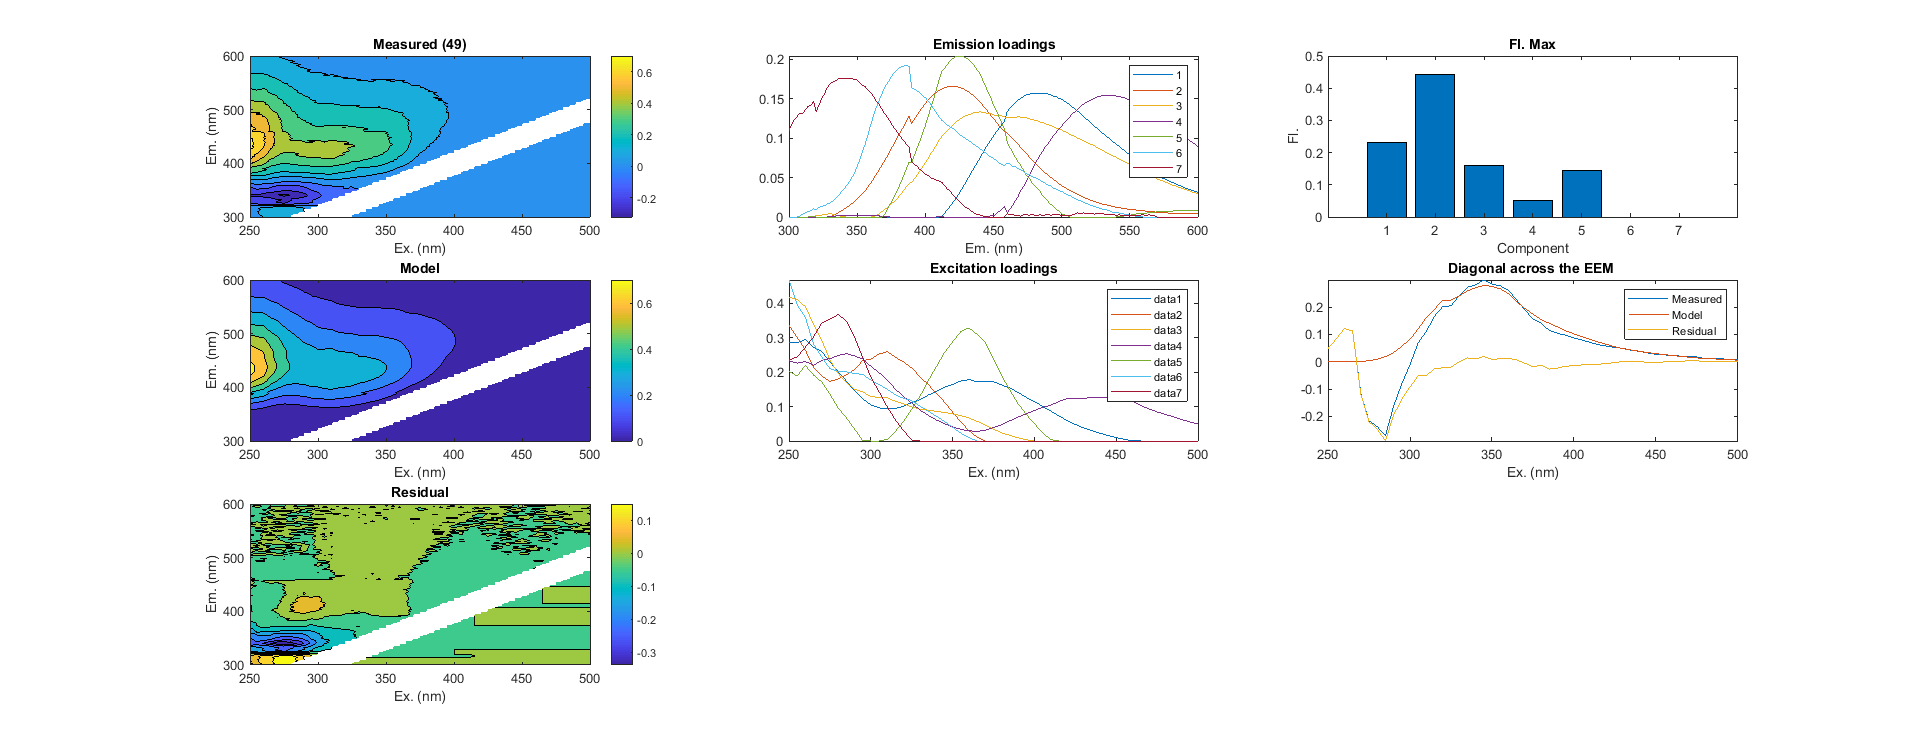 Measured (49)
600
500
400
300
Em. (nm)
250 300 350 400 450 500
Ex. (nm)
0.6
0.4
0.2
0
-0.2
Emission loadings
0.2
0.15
0.1
0.05
0
300 350 400 450 500 550 600
Em. (nm)
1
2
3
4
5
6
7
Fl. Max
0.5
0.4
0.3
0.2
0.1
0
Fl.
1 2 3 4 5 6 7
Component
Model
600
500
400
300
Em. (nm)
250 300 350 400 450 500
Ex. (nm)
0.6
0.4
0.2
0
Excitation loadings
0.4
0.3
0.2
0.1
0
250 300 350 400 450 500
Ex. (nm)
data1
data2
data3
data4
data5
data6
data7
Diagonal across the EEM
0.2
0.1
0
-0.1
-0.2
250 300 350 400 450 500
Ex. (nm)
Measured
Model
Residual
Residual
600
500
400
300
Em. (nm)
250 300 350 400 450 500
Ex. (nm)
0.1
0
-0.1
-0.2
-0.3